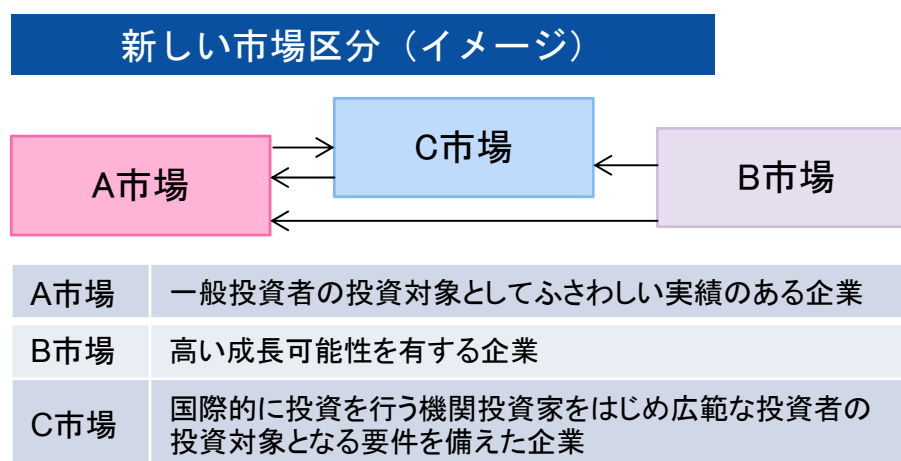 新しい市場区分（イメージ）
A市場
C市場
B市場
A市場
一般投資者の投資対象としてふさわしい実績のある企業
B市場
高い成長可能性を有する企業
C市場
国際的に投資を行う機関投資家をはじめ広範な投資者の
投資対象となる要件を備えた企業